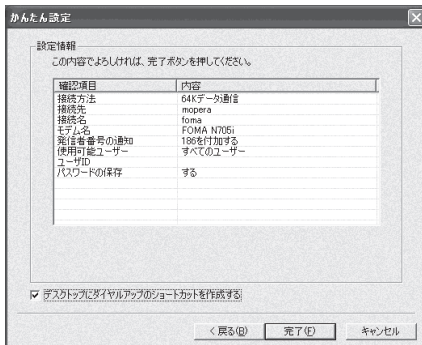 かんたん設定
設定情報
この内容でよろしければ、完了ボタンを押してください。
確認項目 内容
接続方法 64Kデータ通信
接続先 mopera
接続名 foma
モデム名 FOMA N705i
発信者番号の通知 186を付加する
使用可能ユーザー すべてのユーザー
ユーザID
パスワードの保存 する
デスクトップにダイヤルアップのショートカットを作成する
< 戻る(B) 完了(F) キャンセル